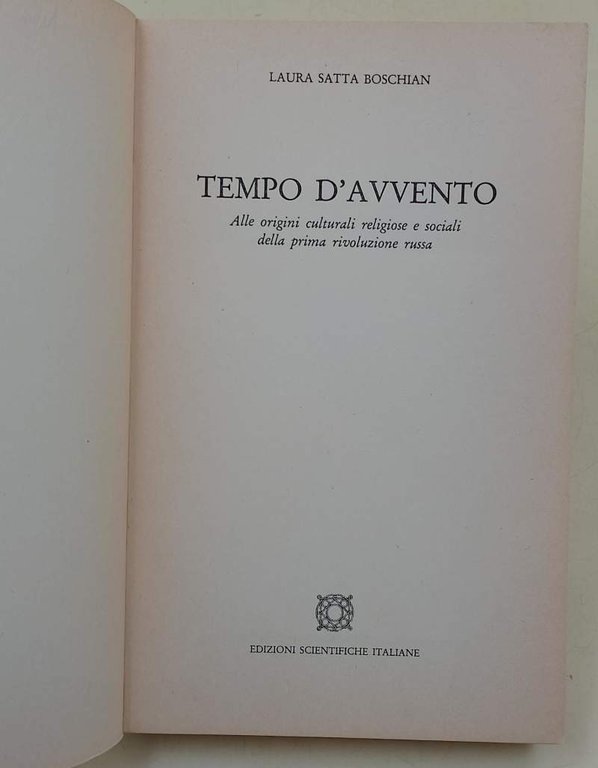 LAURA SATTA BOSCHIAN
TEMPO D'AVVENTO
Alle origini culturali religiose e sociali
della prima rivoluzione russa
EDIZIONI SCIENTIFICHE ITALIANE